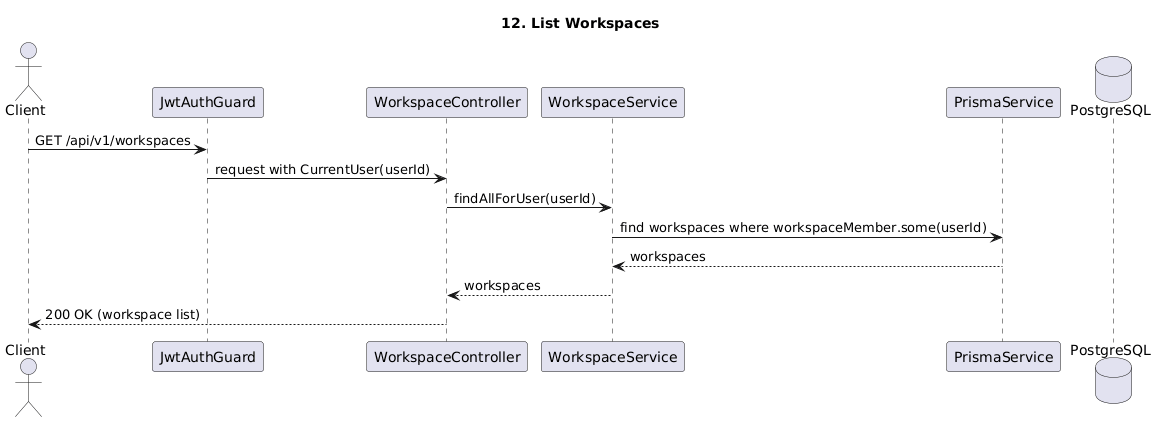 12. List Workspaces
Client
JwtAuthGuard
WorkspaceController
WorkspaceService
PrismaService
PostgreSQL
GET /api/v1/workspaces
request with CurrentUser(userId)
findAllForUser(userId)
find workspaces where workspaceMember.some(userId)
workspaces
workspaces
200 OK (workspace list)
Client
JwtAuthGuard
WorkspaceController
WorkspaceService
PrismaService
PostgreSQL